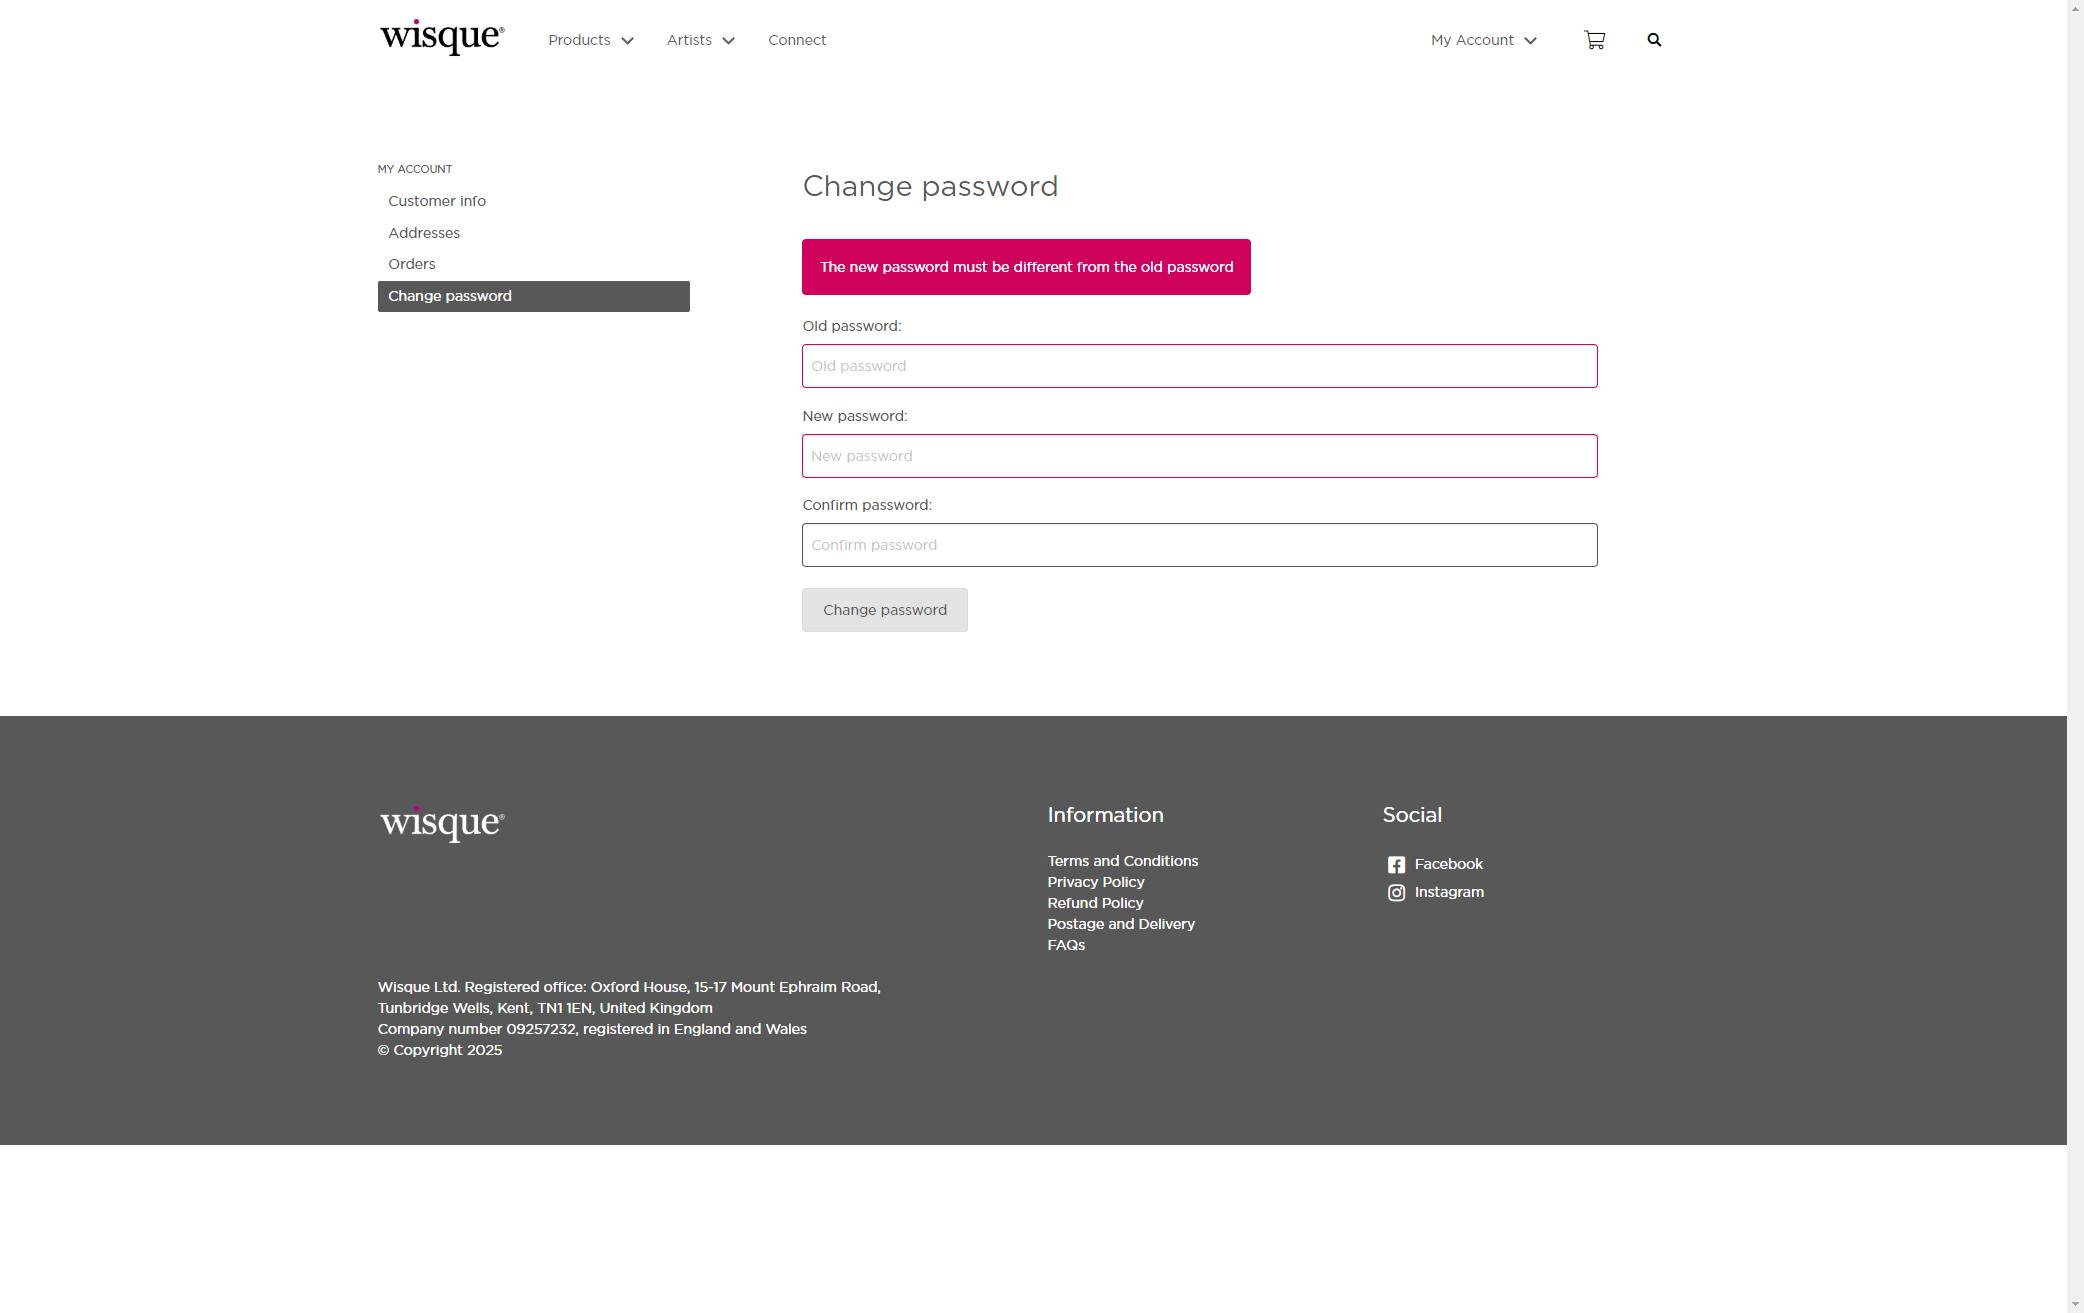 wisque®
Products
Artists
Connect
My Account
MY ACCOUNT
Customer info
Addresses
Orders
Change password
Change password
The new password must be different from the old password
Old password:
Old password
New password:
New password
Confirm password:
Confirm password
Change password
wisque®
Information
Terms and Conditions
Privacy Policy
Refund Policy
Postage and Delivery
FAQs
Social
Facebook
Instagram
Wisque Ltd. Registered office: Oxford House, 15-17 Mount Ephraim Road,
Tunbridge Wells, Kent, TN1 1EN, United Kingdom
Company number 09257232, registered in England and Wales
© Copyright 2025